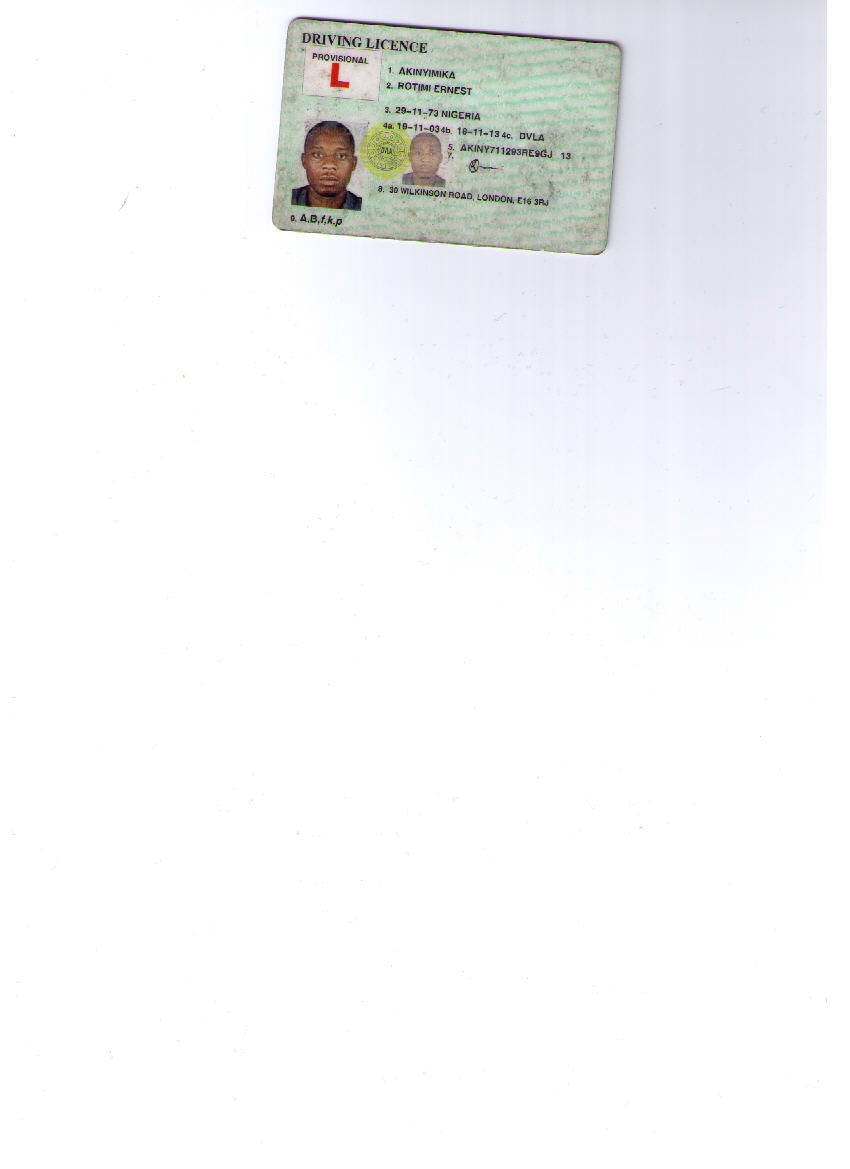 DRIVING LICENCE
PROVISIONAL
L
1. AKINYIMIKA
2. ROTIMI ERNEST
3. 29-11-73 NIGERIA
4a. 19-11-03 4b. 18-11-13 4c. DVLA
5. AKINY711293RE9GJ 13
7.
8. 30 WILKINSON ROAD, LONDON, E16 3RJ
9. A,B,f,k,p